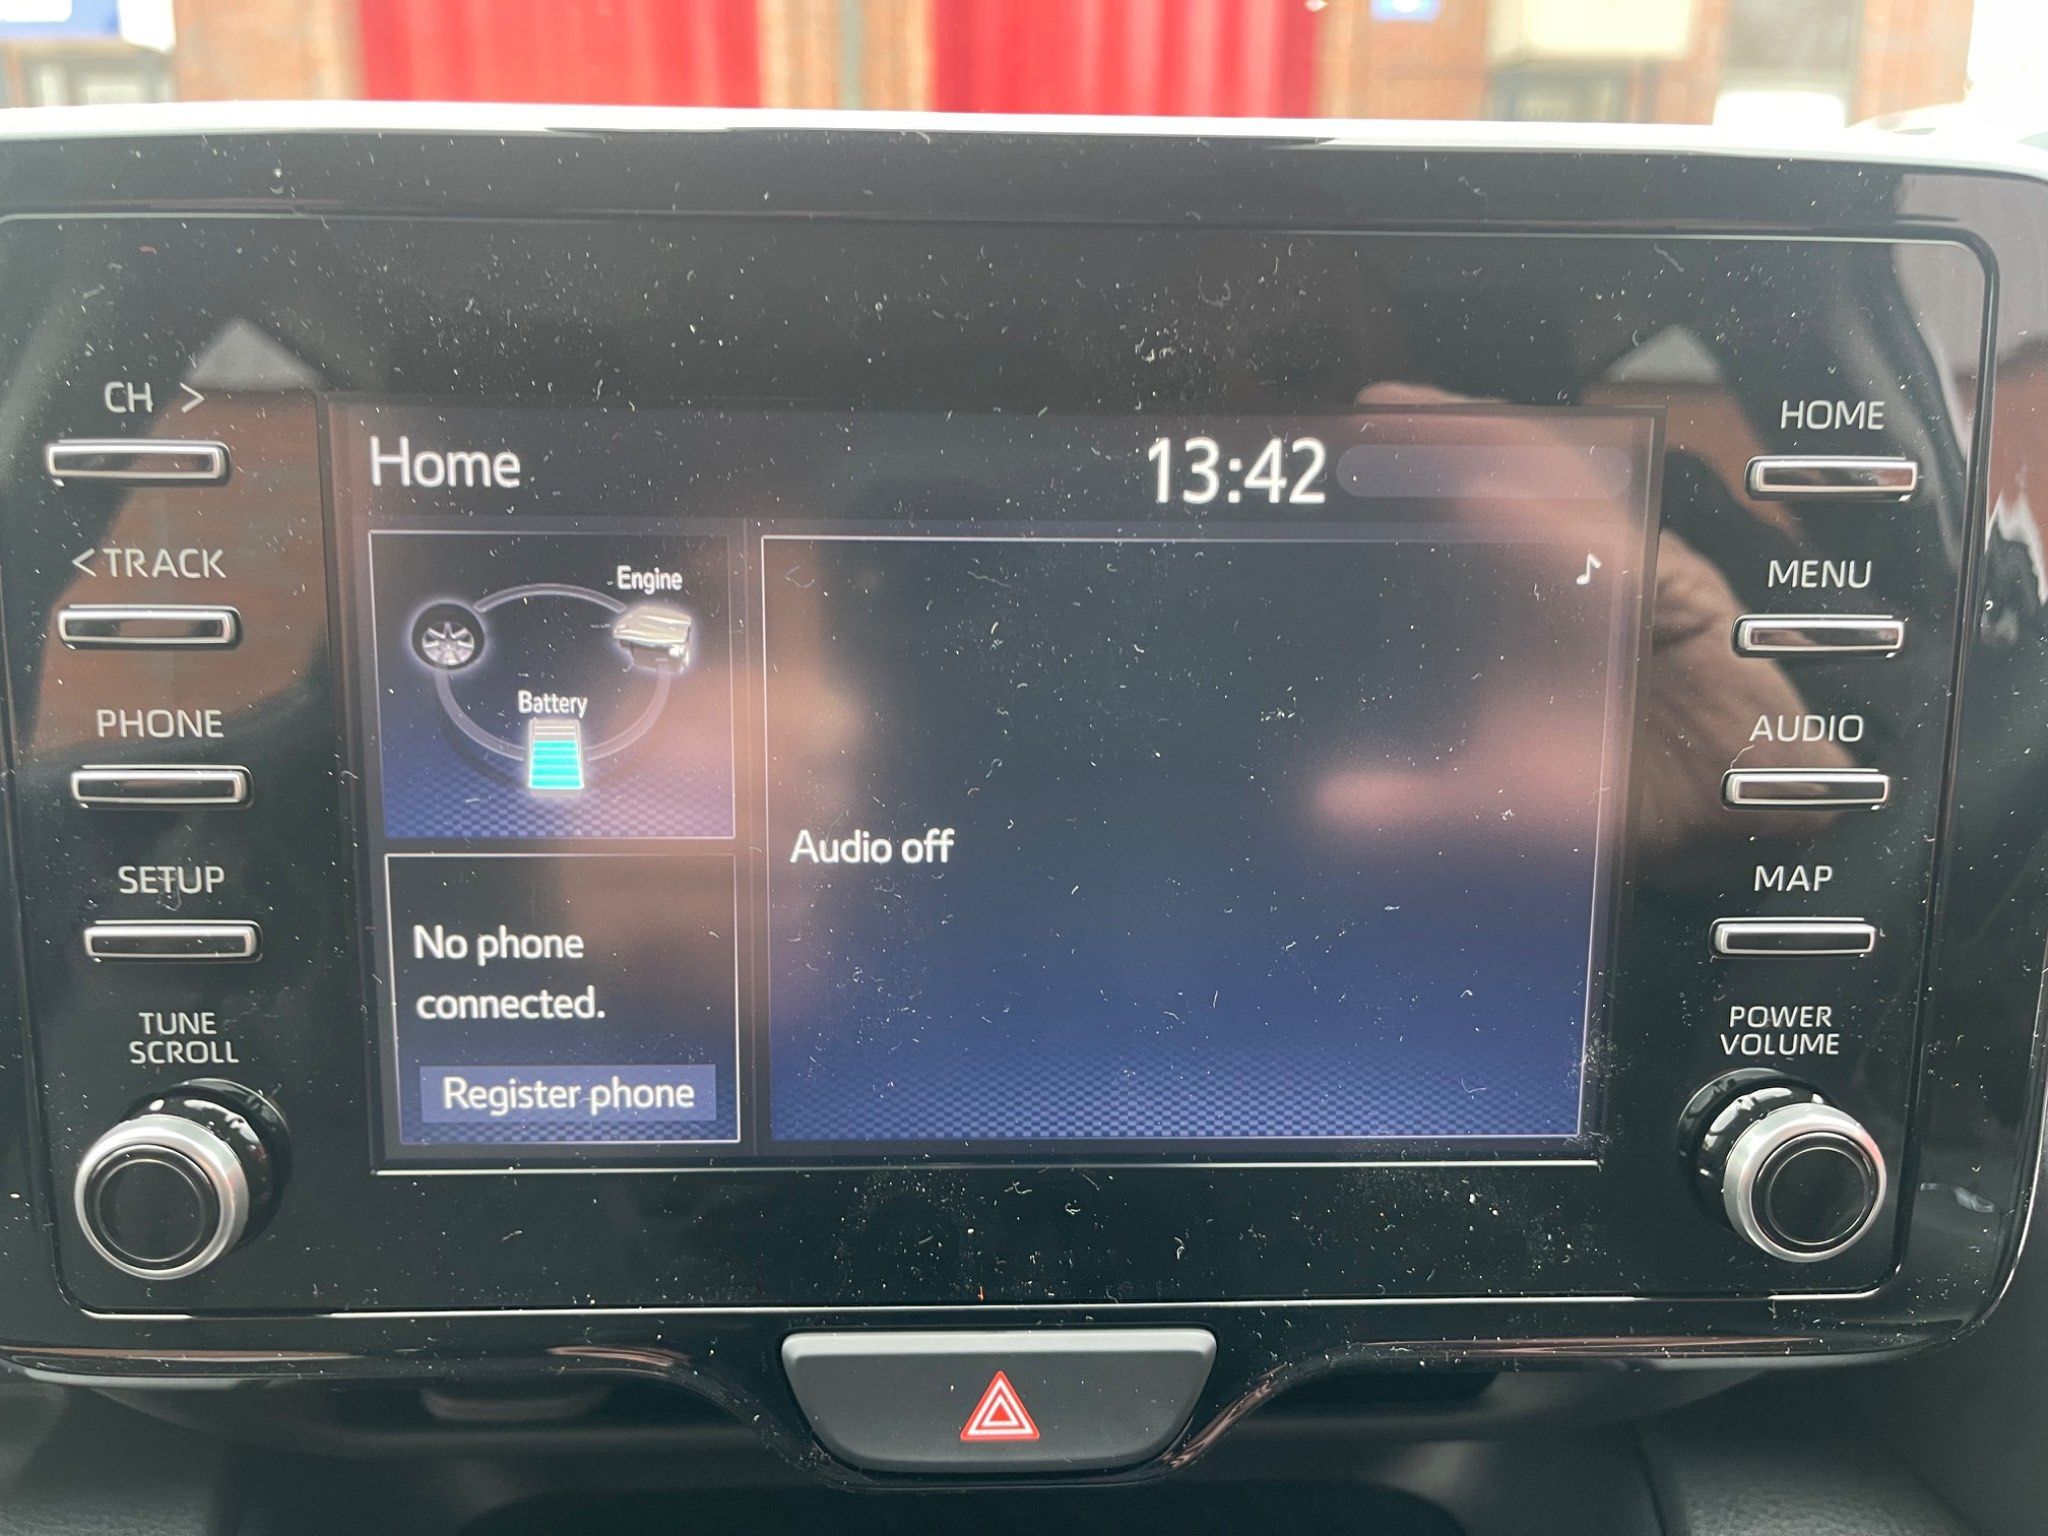 CH >
< TRACK
PHONE
SETUP
TUNE
SCROLL
Home
13:42
Engine
Battery
No phone
connected.
Register phone
Audio off
HOME
MENU
AUDIO
MAP
POWER
VOLUME